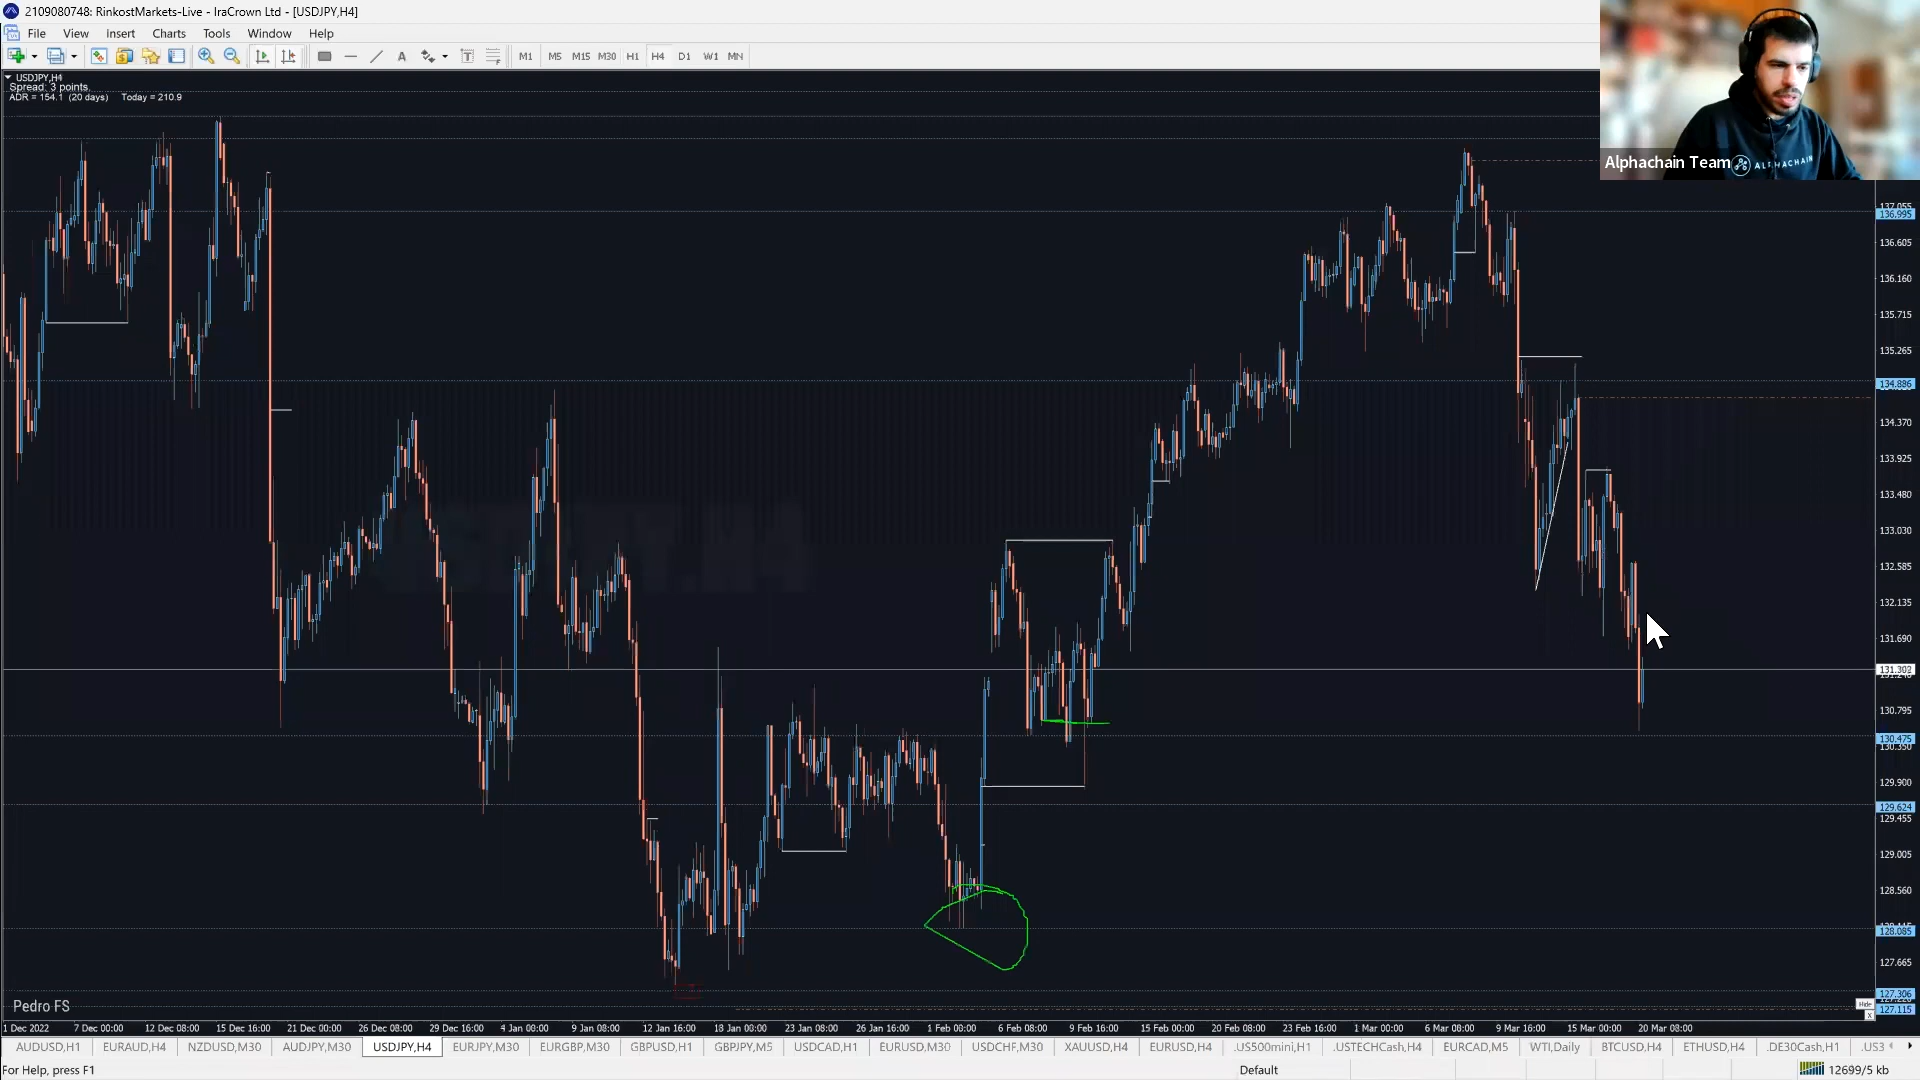 2109080748: RinkostMarkets-Live - IraCrown Ltd - [USDJPY,H4]
File View Insert Charts Tools Window Help
A T M1 M5 M15 M30 H1 H4 D1 W1 MN
USDJPY,H4
Spread: 3 points.
ADR = 154.1 (20 days) Today = 210.9
Alphachain Team
ALPHACHAIN
137.055
136.995
136.605
136.160
135.715
135.265
134.886
134.370
133.925
133.480
133.030
132.585
132.135
131.690
131.302
130.795
130.475
130.350
129.900
129.624
129.455
129.005
128.560
128.085
127.665
127.306
127.115
Hide
X
Pedro FS
1 Dec 2022 7 Dec 00:00 12 Dec 08:00 15 Dec 16:00 21 Dec 00:00 26 Dec 08:00 29 Dec 16:00 4 Jan 00:00 9 Jan 08:00 12 Jan 16:00 18 Jan 00:00 23 Jan 08:00 26 Jan 16:00 1 Feb 00:00 6 Feb 08:00 9 Feb 16:00 15 Feb 00:00 20 Feb 08:00 23 Feb 16:00 1 Mar 00:00 6 Mar 08:00 9 Mar 16:00 15 Mar 00:00 20 Mar 08:00
AUDUSD,H1 EURAUD,H4 NZDUSD,M30 AUDJPY,M30 USDJPY,H4 EURJPY,M30 EURGBP,M30 GBPUSD,H1 GBPJPY,M5 USDCAD,H1 EURUSD,M30 USDCHF,M30 XAUUSD,H4 EURUSD,H4 .US500mini,H1 .USTECHCash,H4 EURCAD,M5 WTI,Daily BTCUSD,H4 ETHUSD,H4 .DE30Cash,H1 .US3
For Help, press F1 Default 12699/5 kb